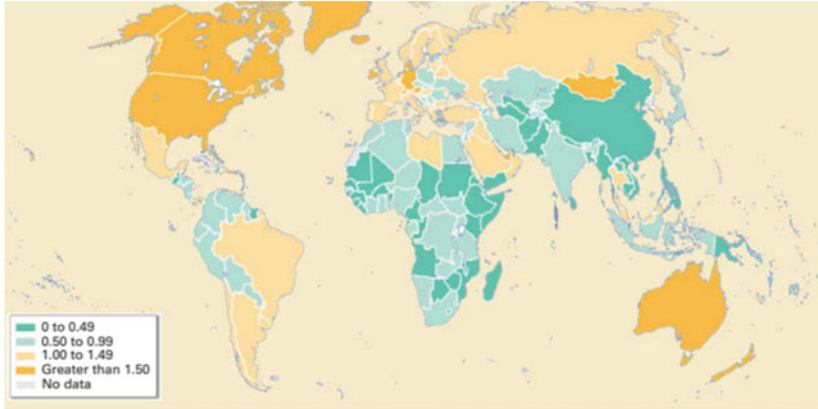 0 to 0.49
0.50 to 0.99
1.00 to 1.49
Greater than 1.50
No data